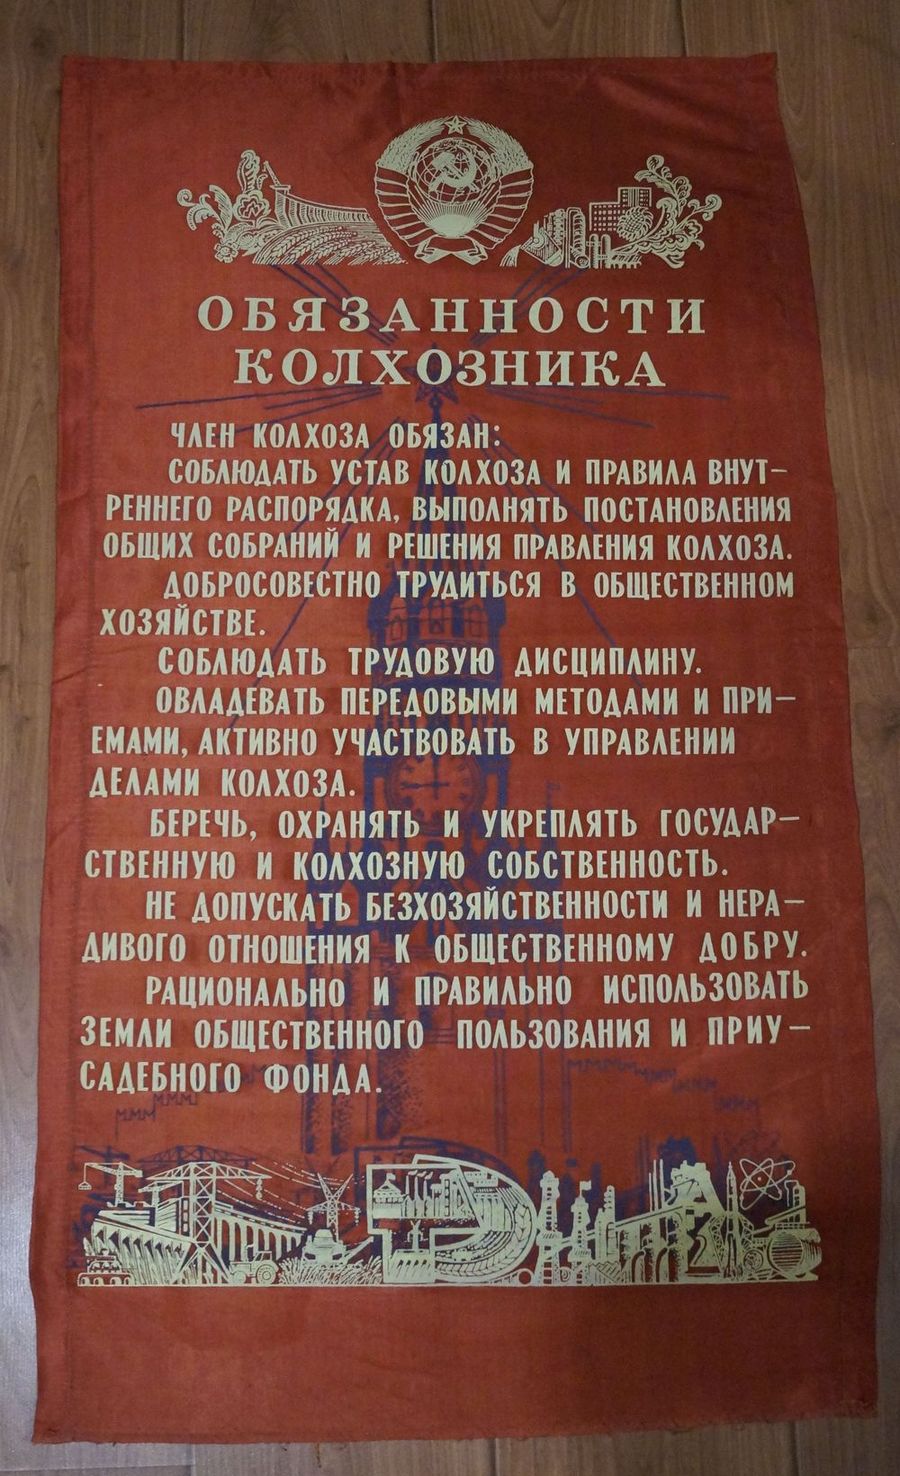 ОБЯЗАННОСТИ
КОЛХОЗНИКА
ЧЛЕН КОЛХОЗА ОБЯЗАН:
СОБЛЮДАТЬ УСТАВ КОЛХОЗА И ПРАВИЛА ВНУТ-
РЕННЕГО РАСПОРЯДКА, ВЫПОЛНЯТЬ ПОСТАНОВЛЕНИЯ
ОБЩИХ СОБРАНИЙ И РЕШЕНИЯ ПРАВЛЕНИЯ КОЛХОЗА.
ДОБРОСОВЕСТНО ТРУДИТЬСЯ В ОБЩЕСТВЕННОМ
ХОЗЯЙСТВЕ.
СОБЛЮДАТЬ ТРУДОВУЮ ДИСЦИПЛИНУ.
ОВЛАДЕВАТЬ ПЕРЕДОВЫМИ МЕТОДАМИ И ПРИ-
ЕМАМИ, АКТИВНО УЧАСТВОВАТЬ В УПРАВЛЕНИИ
ДЕЛАМИ КОЛХОЗА.
БЕРЕЧЬ, ОХРАНЯТЬ И УКРЕПЛЯТЬ ГОСУДАР-
СТВЕННУЮ И КОЛХОЗНУЮ СОБСТВЕННОСТЬ.
НЕ ДОПУСКАТЬ БЕЗХОЗЯЙСТВЕННОСТИ И НЕРА-
ДИВОГО ОТНОШЕНИЯ К ОБЩЕСТВЕННОМУ ДОБРУ.
РАЦИОНАЛЬНО И ПРАВИЛЬНО ИСПОЛЬЗОВАТЬ
ЗЕМЛИ ОБЩЕСТВЕННОГО ПОЛЬЗОВАНИЯ И ПРИУ-
САДЕБНОГО ФОНДА.